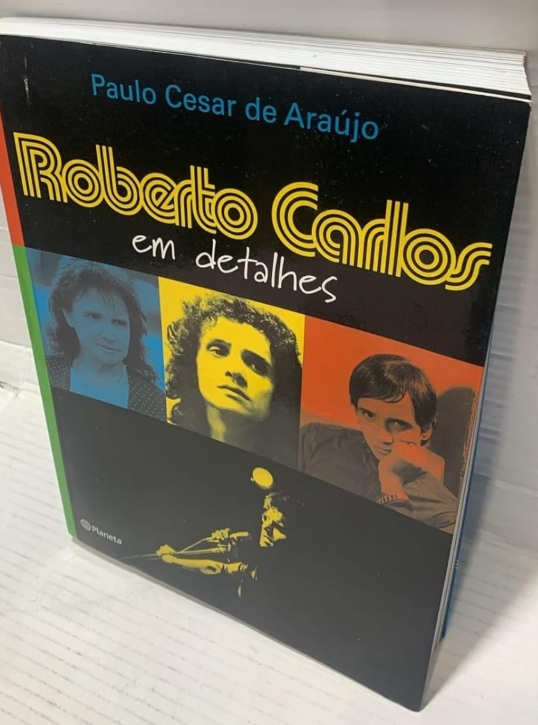 Paulo Cesar de Araújo
Roberto Carlos
em detalhes
Planeta